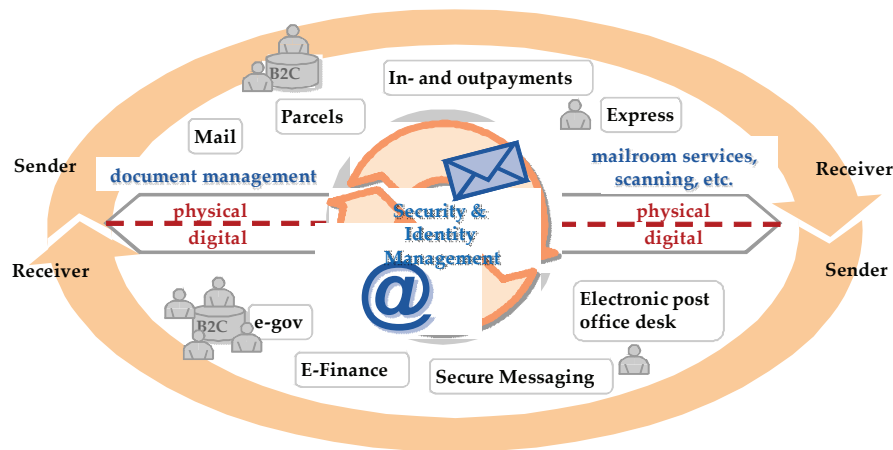 B2C
In- and outpayments
Parcels
Express
Mail
Sender
document management
mailroom services,
scanning, etc.
Receiver
physical
digital
Security &
Identity
Management
physical
digital
Receiver
Sender
@
B2C
e-gov
Electronic post
office desk
E-Finance
Secure Messaging